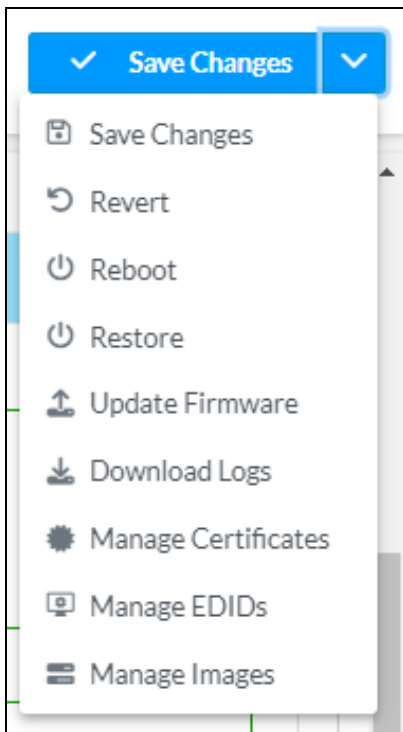 Save Changes
Save Changes
Revert
Reboot
Restore
Update Firmware
Download Logs
Manage Certificates
Manage EDIDs
Manage Images